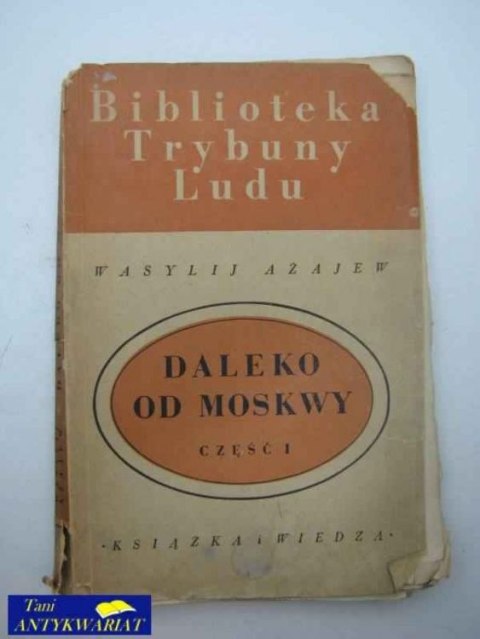 Biblioteka
Trybuny
Ludu
WASYLIJ AŻAJEW
DALEKO
OD MOSKWY
CZĘŚĆ I
·KSIĄŻKA i WIEDZA·
Tani
ANTYKWARIAT